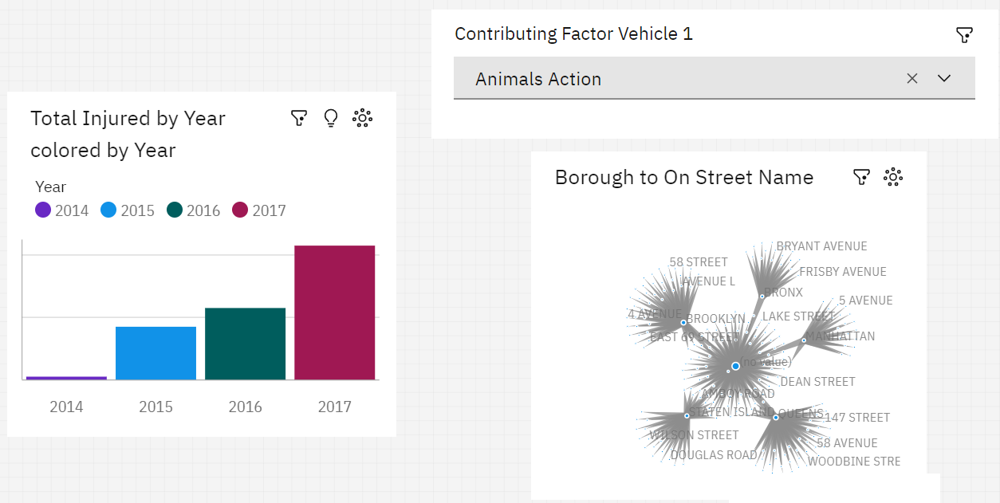 Contributing Factor Vehicle 1
Animals Action
Total Injured by Year
colored by Year
Year
2014 2015 2016 2017
2014 2015 2016 2017
Borough to On Street Name
BRYANT AVENUE
58 STREET
FRISBY AVENUE
AVENUE L
BRONX
5 AVENUE
4 AVENUE
BROOKLYN
LAKE STREET
EAST 69 STREET
MANHATTAN
(no value)
DEAN STREET
AMBOY ROAD
STATEN ISLAND
QUEENS
147 STREET
WILSON STREET
58 AVENUE
DOUGLAS ROAD
WOODBINE STRE